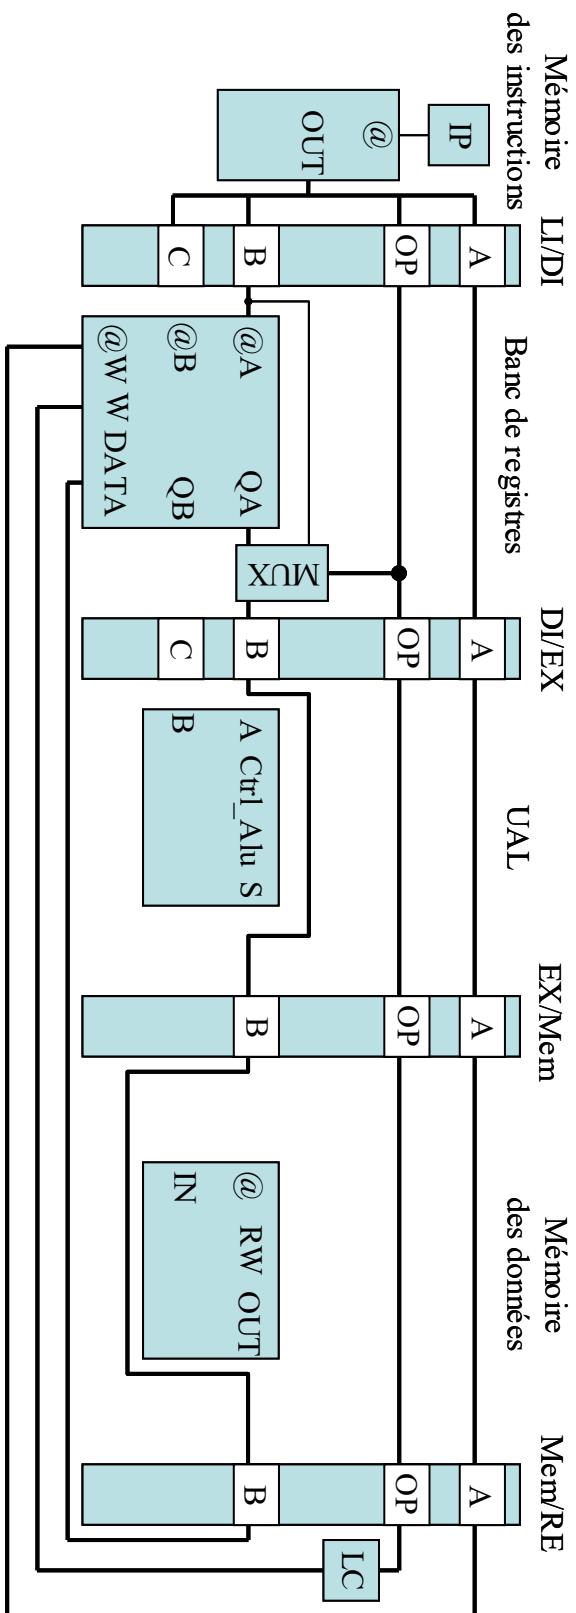 Mémoire
des instructions
IP
@
OUT
LI/DI
A
OP
B
C
Banc de registres
@A
QA
@B
QB
@W W DATA
MUX
DI/EX
A
OP
B
C
UAL
A Ctrl_Alu S
B
EX/Mem
A
OP
B
Mémoire
des données
@ RW OUT
IN
Mem/RE
A
OP
B
LC